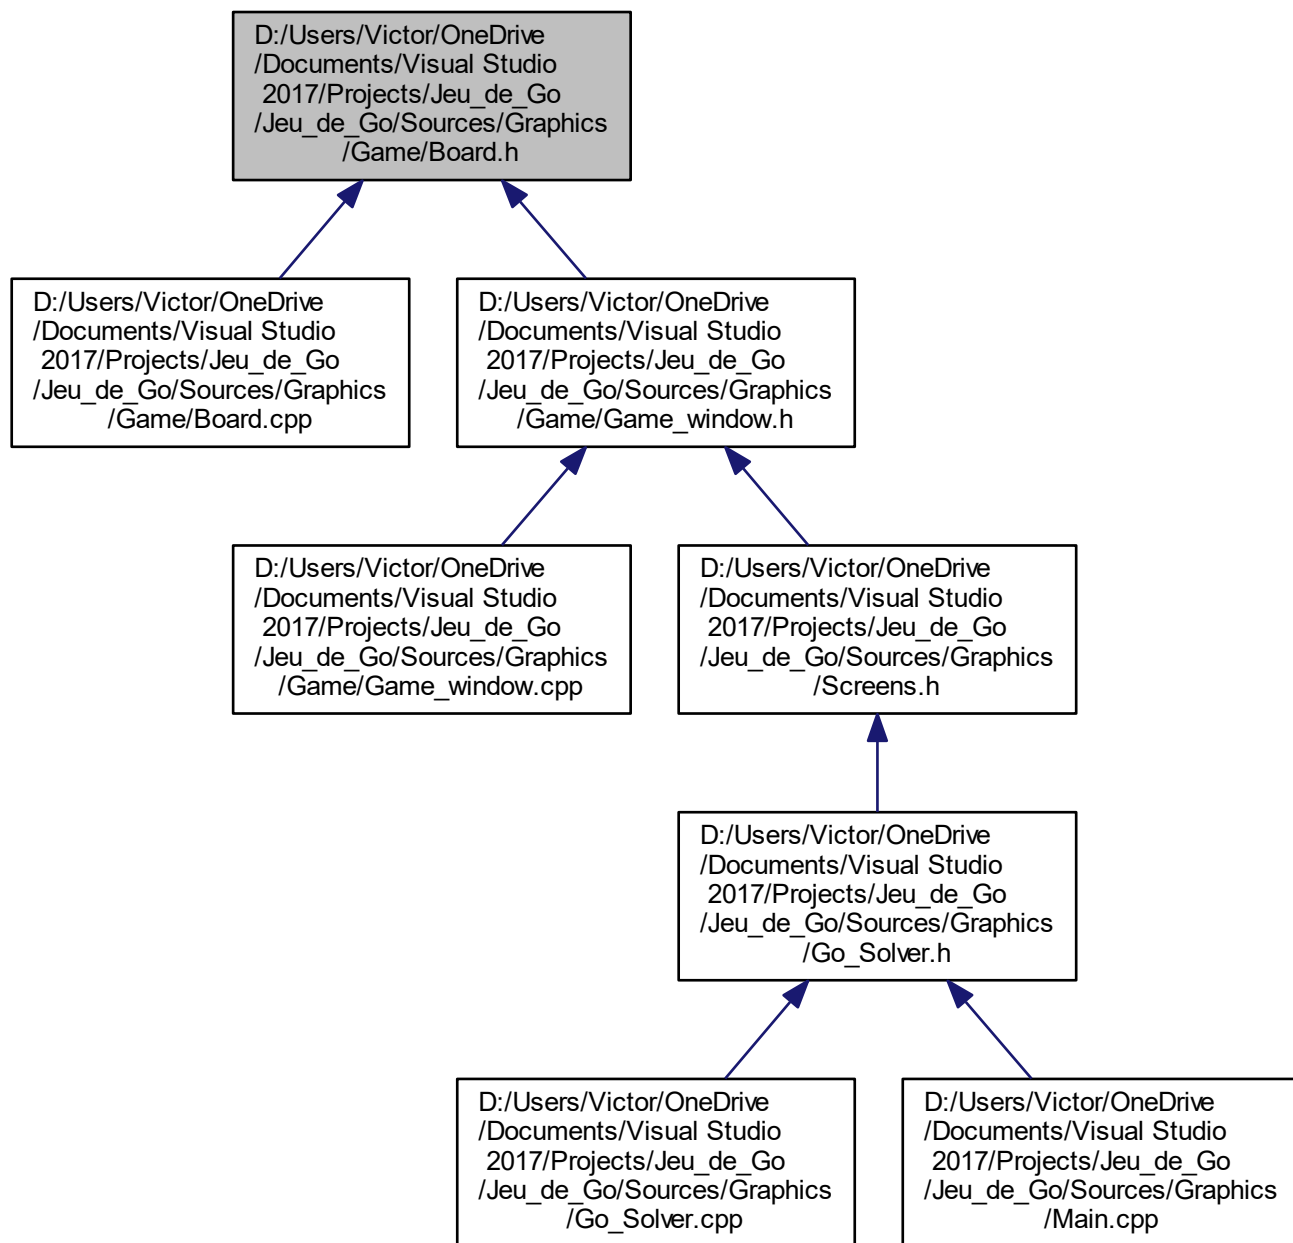 D:/Users/Victor/OneDrive
/Documents/Visual Studio
2017/Projects/Jeu_de_Go
/Jeu_de_Go/Sources/Graphics
/Game/Board.h
D:/Users/Victor/OneDrive
/Documents/Visual Studio
2017/Projects/Jeu_de_Go
/Jeu_de_Go/Sources/Graphics
/Game/Board.cpp
D:/Users/Victor/OneDrive
/Documents/Visual Studio
2017/Projects/Jeu_de_Go
/Jeu_de_Go/Sources/Graphics
/Game/Game_window.h
D:/Users/Victor/OneDrive
/Documents/Visual Studio
2017/Projects/Jeu_de_Go
/Jeu_de_Go/Sources/Graphics
/Game/Game_window.cpp
D:/Users/Victor/OneDrive
/Documents/Visual Studio
2017/Projects/Jeu_de_Go
/Jeu_de_Go/Sources/Graphics
/Screens.h
D:/Users/Victor/OneDrive
/Documents/Visual Studio
2017/Projects/Jeu_de_Go
/Jeu_de_Go/Sources/Graphics
/Go_Solver.h
D:/Users/Victor/OneDrive
/Documents/Visual Studio
2017/Projects/Jeu_de_Go
/Jeu_de_Go/Sources/Graphics
/Go_Solver.cpp
D:/Users/Victor/OneDrive
/Documents/Visual Studio
2017/Projects/Jeu_de_Go
/Jeu_de_Go/Sources/Graphics
/Main.cpp